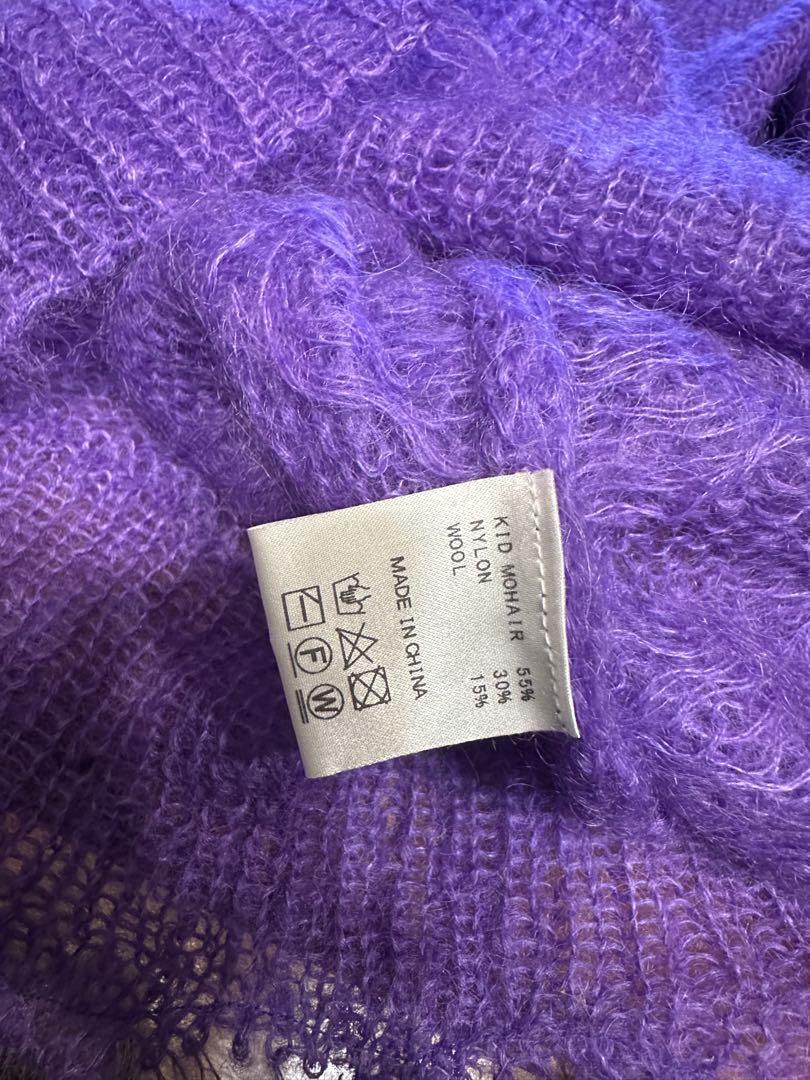 KID MOHAIR 55%
NYLON 30%
WOOL 15%
MADE IN CHINA
F W